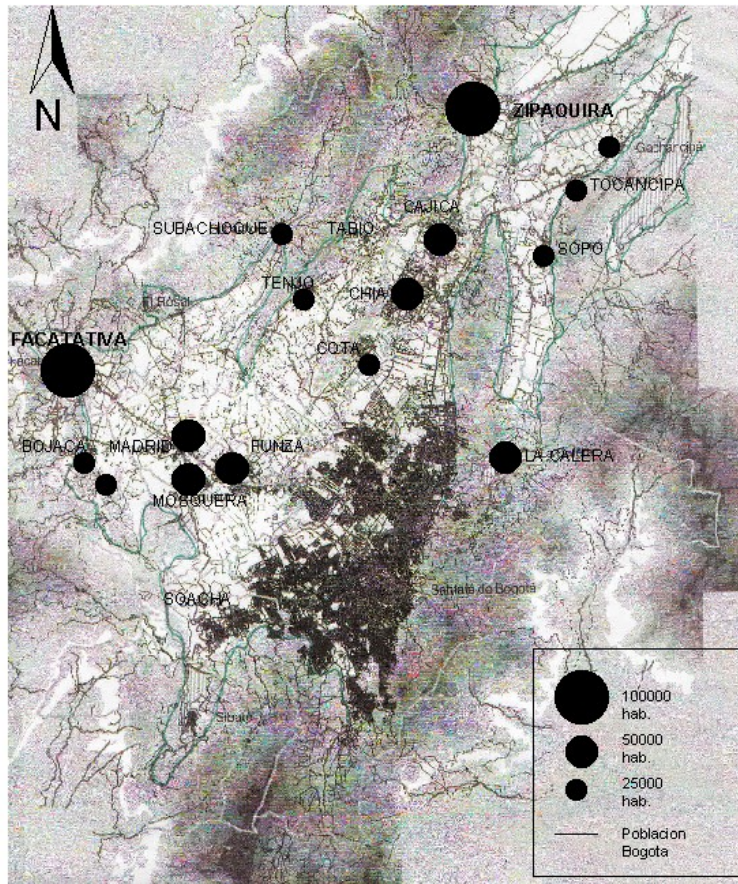 N
ZIPAQUIRA
Gachancipa
TOCANCIPA
CAJICA
SUBACHOQUE
TABIO
SOPO
TENJO
CHIA
El Rosal
FACATATIVA
COTA
BOJACA
MADRID
FUNZA
LA CALERA
MOSQUERA
Santafe de Bogotá
SOACHA
Sibate
100000
hab.
50000
hab.
25000
hab.
Poblacion
Bogota